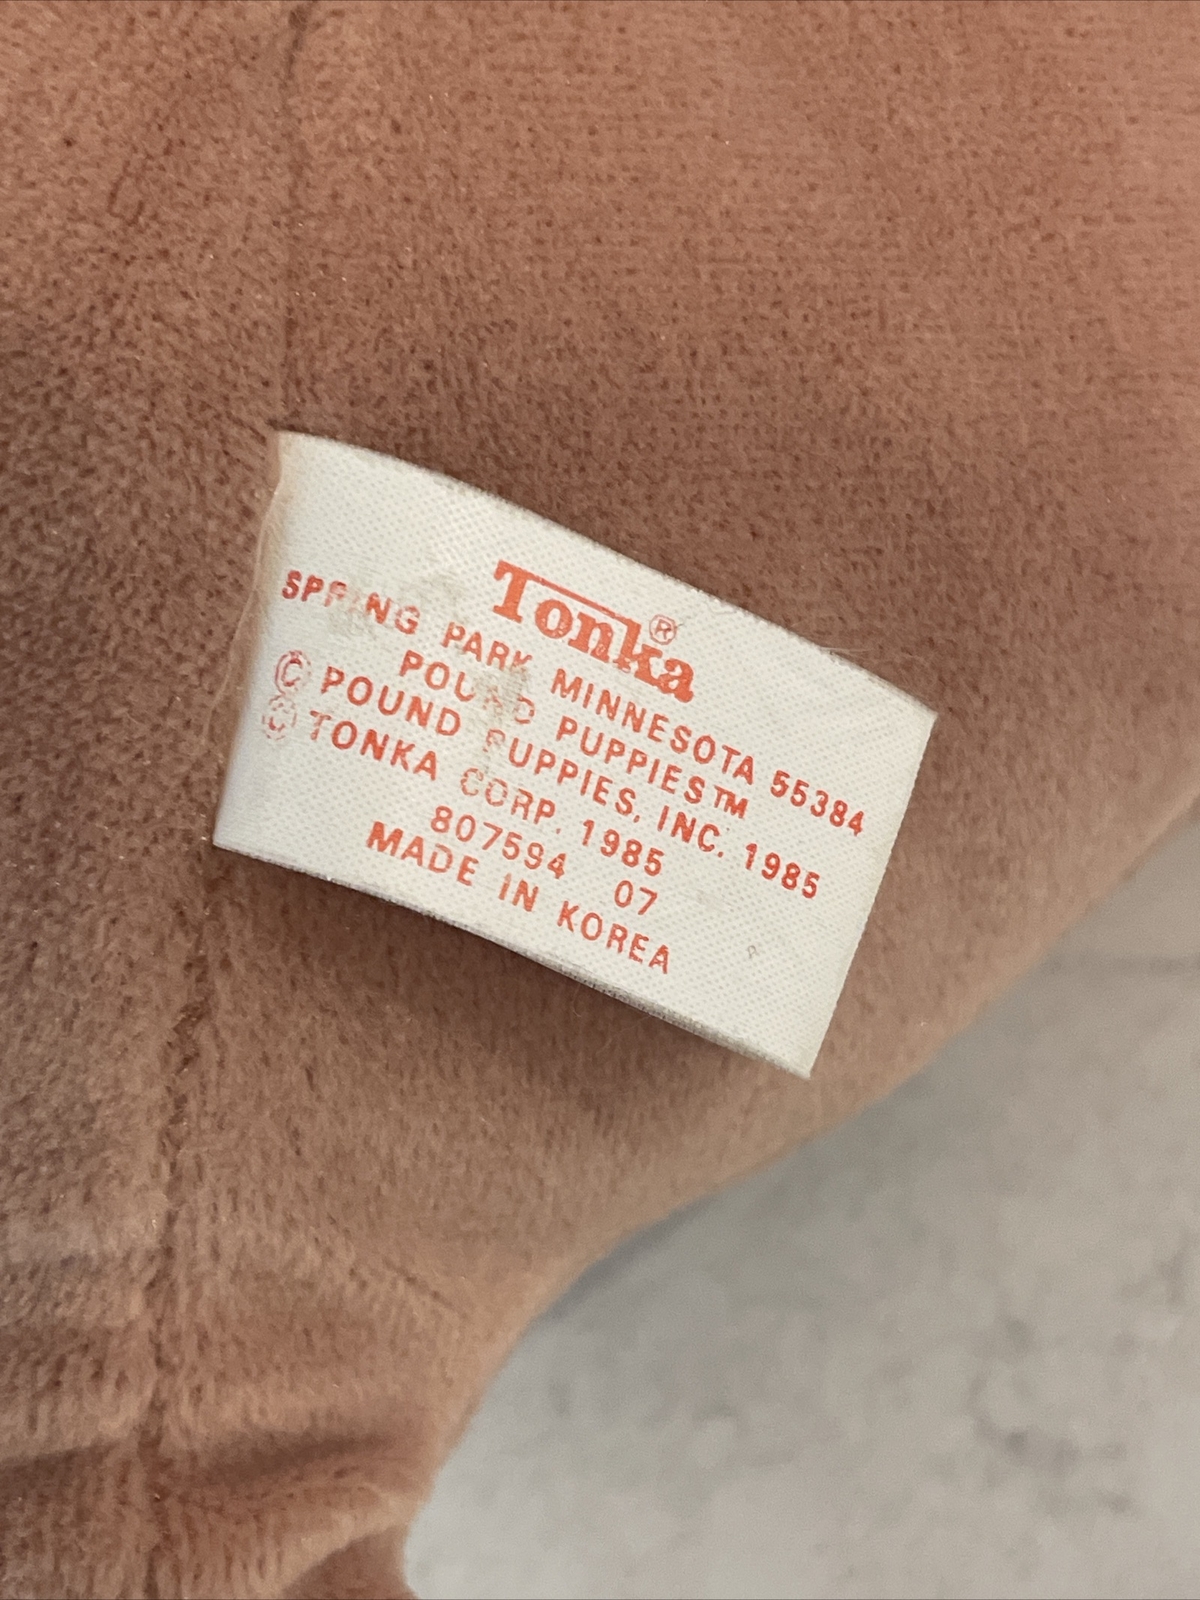 Tonka®
SPRING PARK MINNESOTA 55384
POUND PUPPIES™
© POUND PUPPIES, INC. 1985
© TONKA CORP. 1985
807594 07
MADE IN KOREA